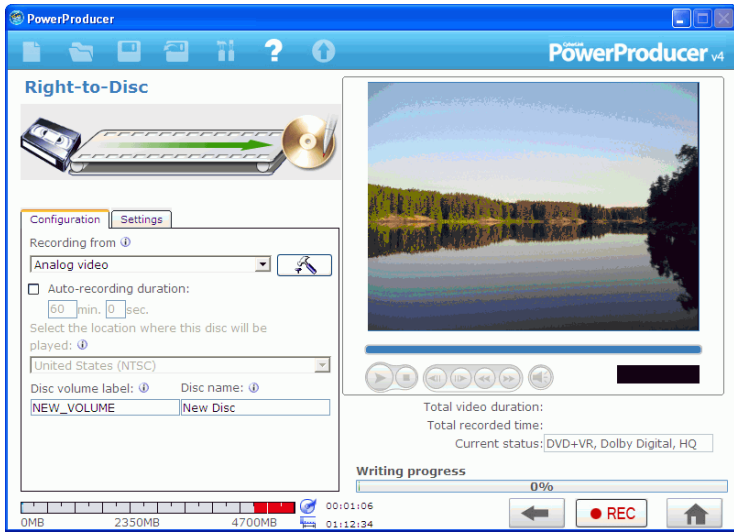 PowerProducer
CyberLink
PowerProducer v4
Right-to-Disc
Configuration
Settings
Recording from
Analog video
Auto-recording duration:
60 min. 0 sec.
Select the location where this disc will be
played:
United States (NTSC)
Disc volume label: Disc name:
NEW_VOLUME New Disc
Total video duration:
Total recorded time:
Current status: DVD+VR, Dolby Digital, HQ
Writing progress
0%
00:01:06
0MB 2350MB 4700MB 01:12:34
REC